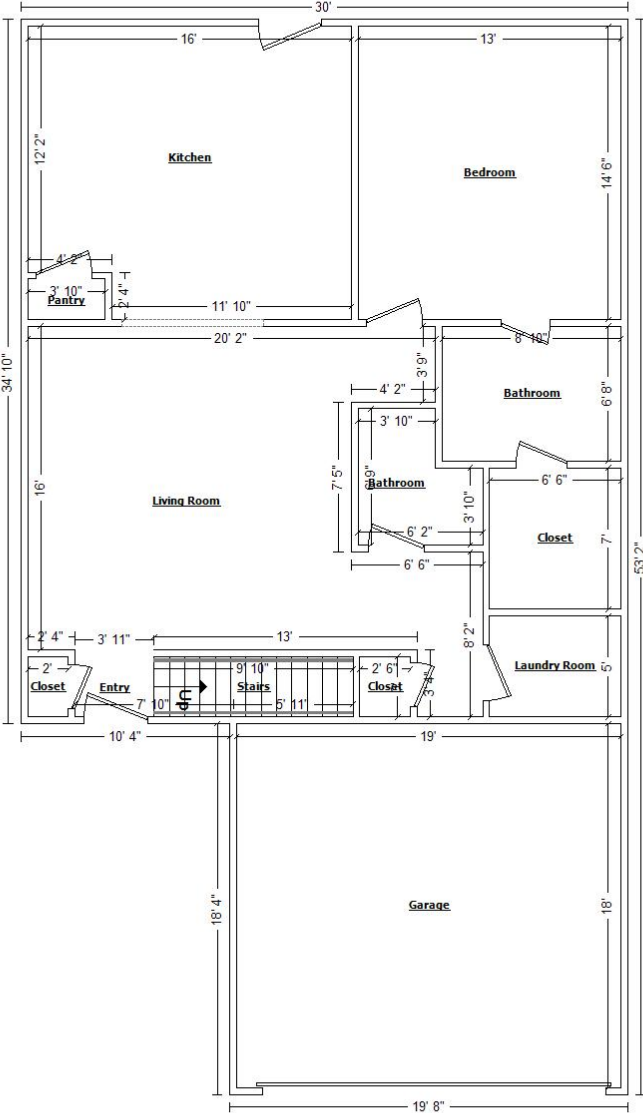 30'
16'
13'
12' 2"
Kitchen
Bedroom
14' 6"
4' 2"
3' 10"
Pantry
2' 4"
11' 10"
20' 2"
8' 10"
3' 9"
34' 10"
4' 2"
3' 10"
Bathroom
6' 8"
7' 5"
Bathroom
3' 10"
6' 6"
16'
Living Room
6' 2"
Closet
7'
53' 2"
6' 6"
2' 4"
3' 11"
13'
8' 2"
2'
9' 10"
2' 6"
Laundry Room
5'
Closet
Entry
Stairs
Closet
3' 4"
7' 10"
UP
5' 11'
10' 4"
19'
18' 4"
Garage
18'
19' 8"